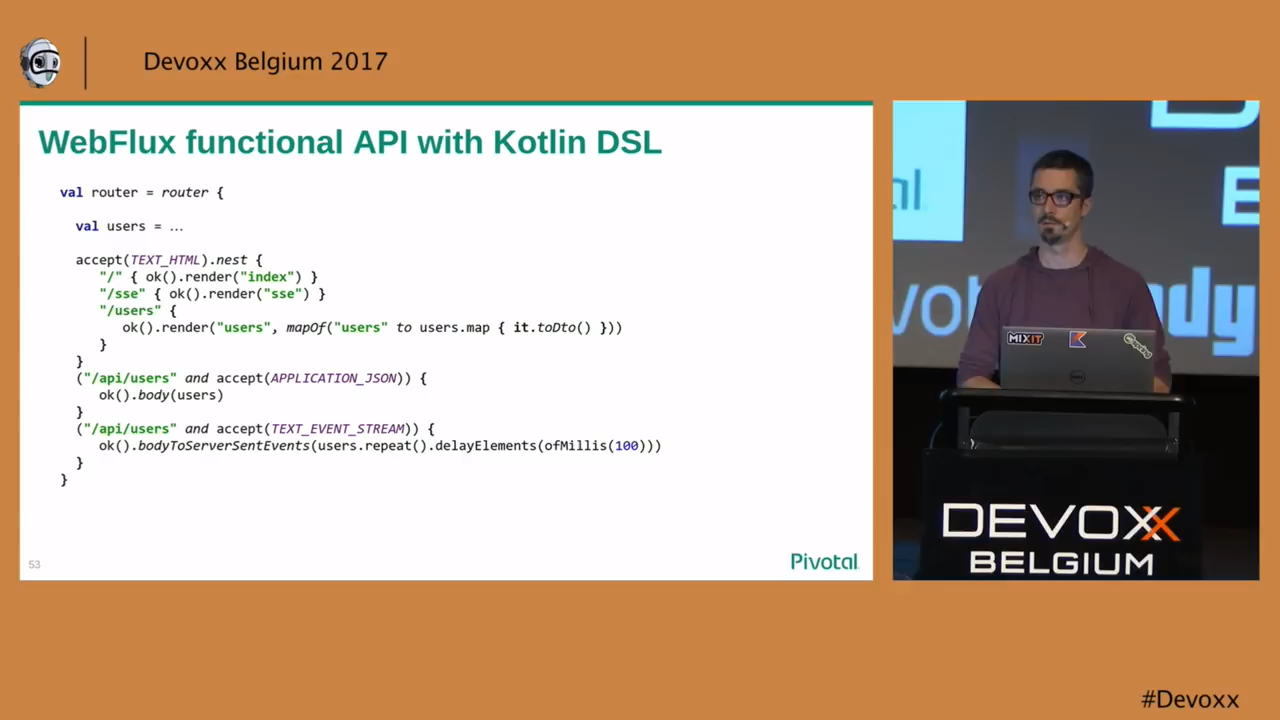 Devoxx Belgium 2017
WebFlux functional API with Kotlin DSL
val router = router {
val users = …
accept(TEXT_HTML).nest {
"/" { ok().render("index") }
"/sse" { ok().render("sse") }
"/users" {
ok().render("users", mapOf("users" to users.map { it.toDto() }))
}
}
("/api/users" and accept(APPLICATION_JSON)) {
ok().body(users)
}
("/api/users" and accept(TEXT_EVENT_STREAM)) {
ok().bodyToServerSentEvents(users.repeat().delayElements(ofMillis(100)))
}
}
53
Pivotal
MIXIT
spring
DELL
DEVOXX
BELGIUM
#Devoxx